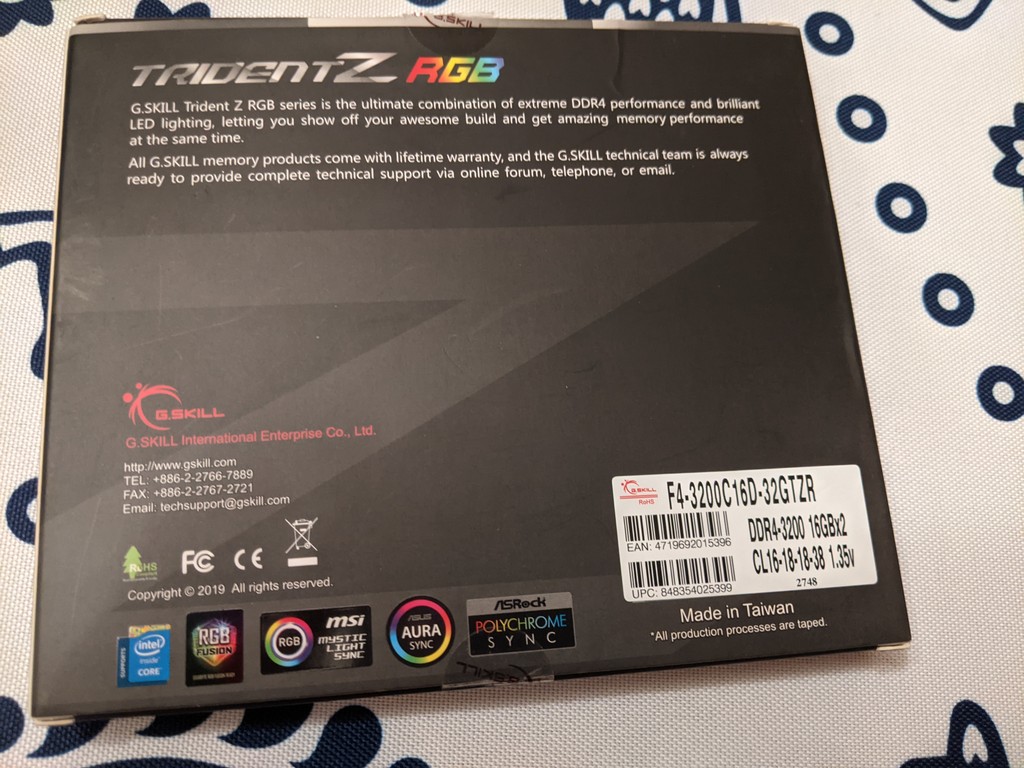 G.SKILL
TRIDENTZ RGB
G.SKILL Trident Z RGB series is the ultimate combination of extreme DDR4 performance and brilliant
LED lighting, letting you show off your awesome build and get amazing memory performance
at the same time.
All G.SKILL memory products come with lifetime warranty, and the G.SKILL technical team is always
ready to provide complete technical support via online forum, telephone, or email.
G.SKILL
G.SKILL International Enterprise Co., Ltd.
http://www.gskill.com
TEL: +886-2-2766-7889
FAX: +886-2-2767-2721
Email: techsupport@gskill.com
RoHS
FC CE
Copyright © 2019 All rights reserved.
SUPPORTS
intel
inside
CORE
RGB
FUSION
RGB
msi
MYSTIC
LIGHT
SYNC
ASUS
AURA
SYNC
ASRock
POLYCHROME
SYNC
G.SKILL
G.SKILL
RoHS
F4-3200C16D-32GTZR
EAN: 4719692015396
DDR4-3200 16GBx2
CL16-18-18-38 1.35v
UPC: 848354025399
2748
Made in Taiwan
*All production processes are taped.